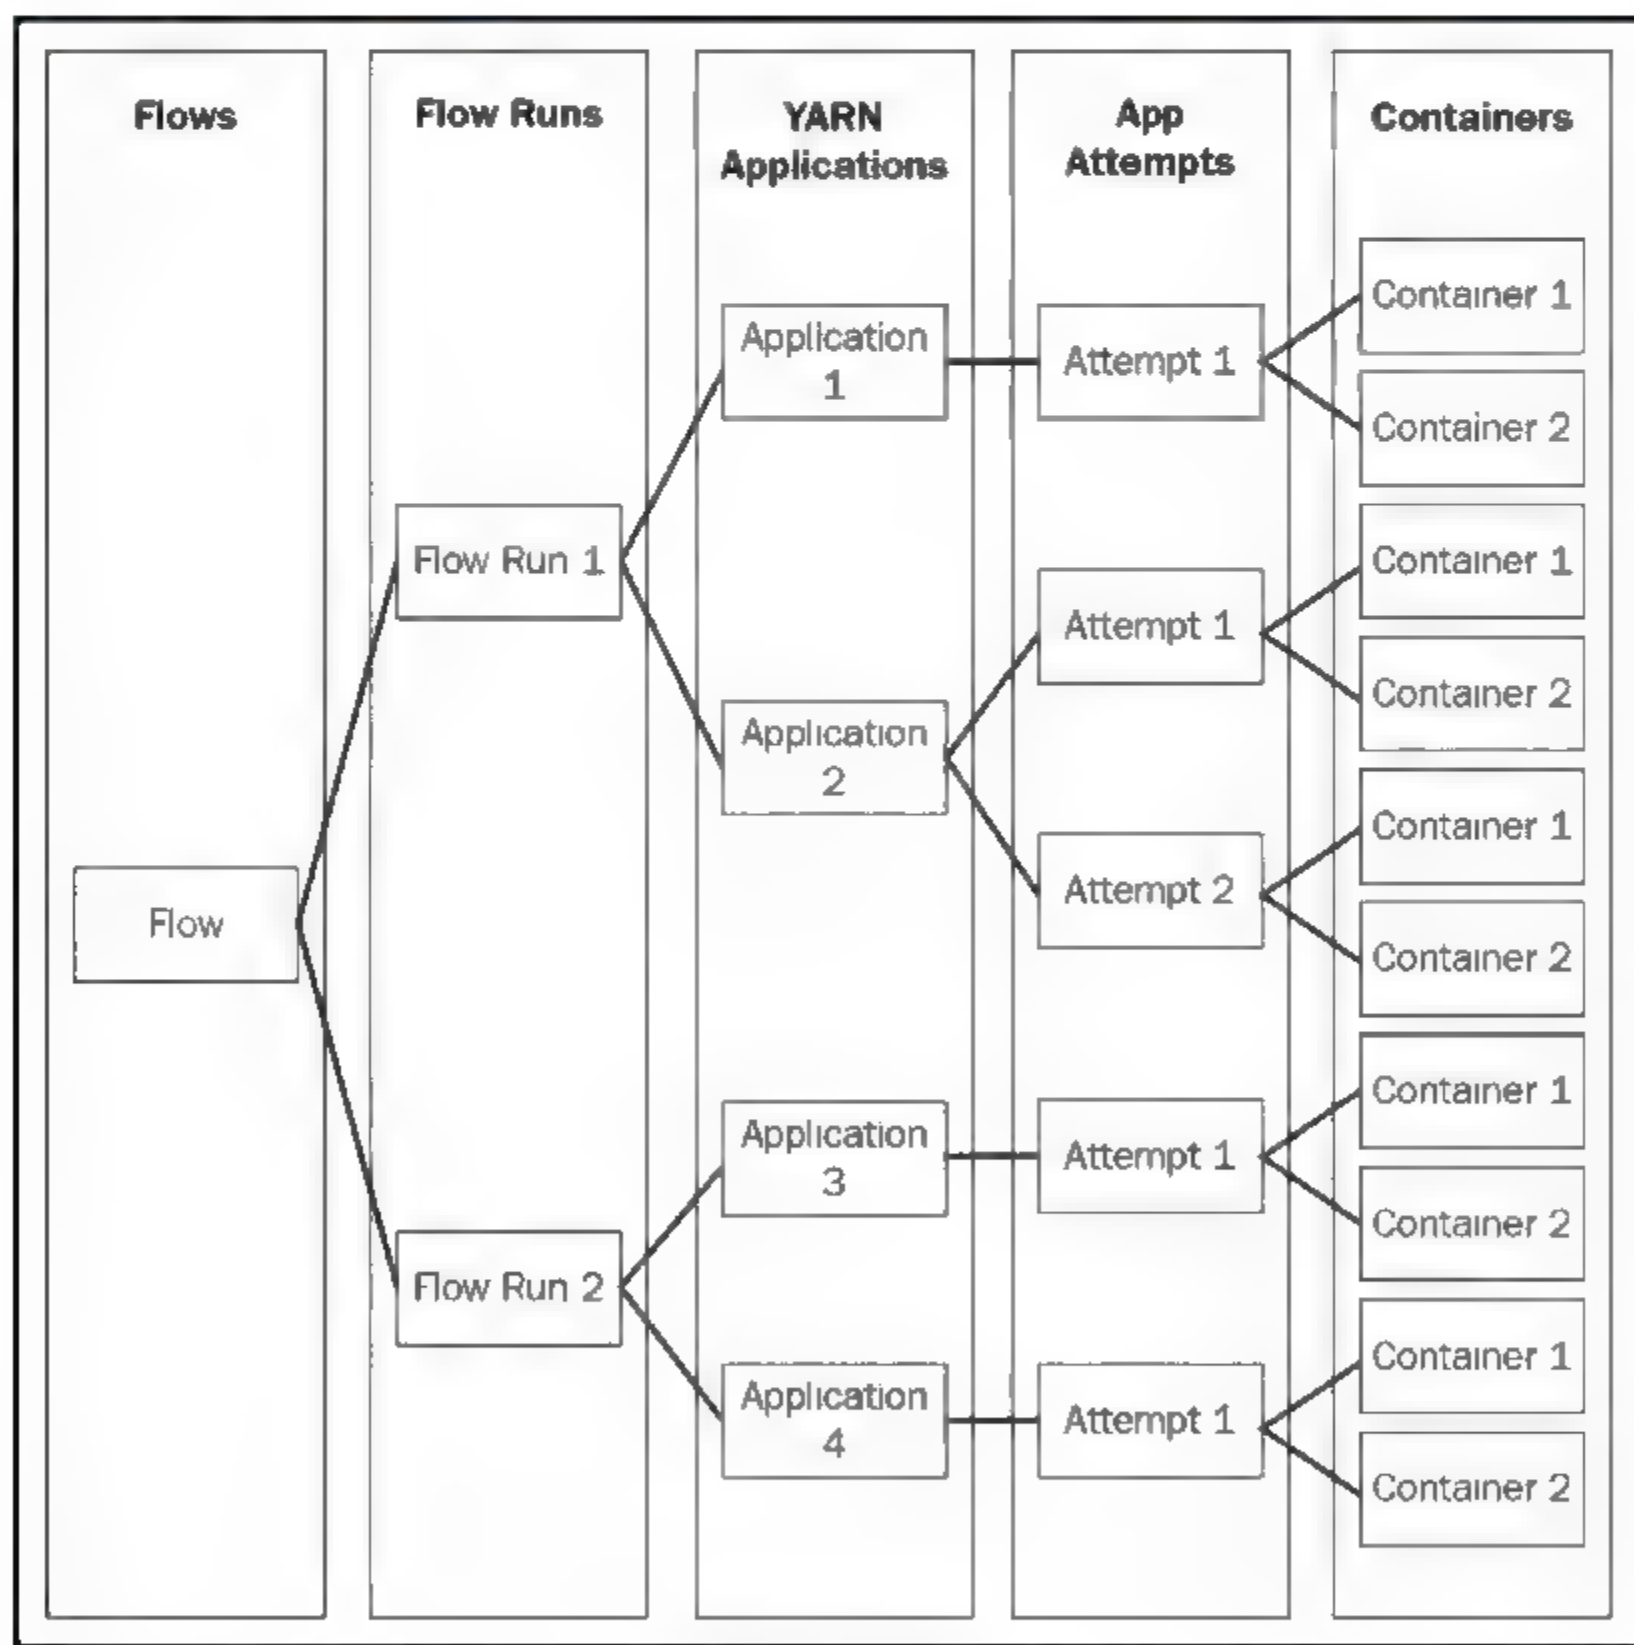 Flows
Flow Runs
YARN
Applications
App
Attempts
Containers
Flow
Flow Run 1
Flow Run 2
Application
1
Application
2
Application
3
Application
4
Attempt 1
Attempt 1
Attempt 2
Attempt 1
Attempt 1
Container 1
Container 2
Container 1
Container 2
Container 1
Container 2
Container 1
Container 2
Container 1
Container 2